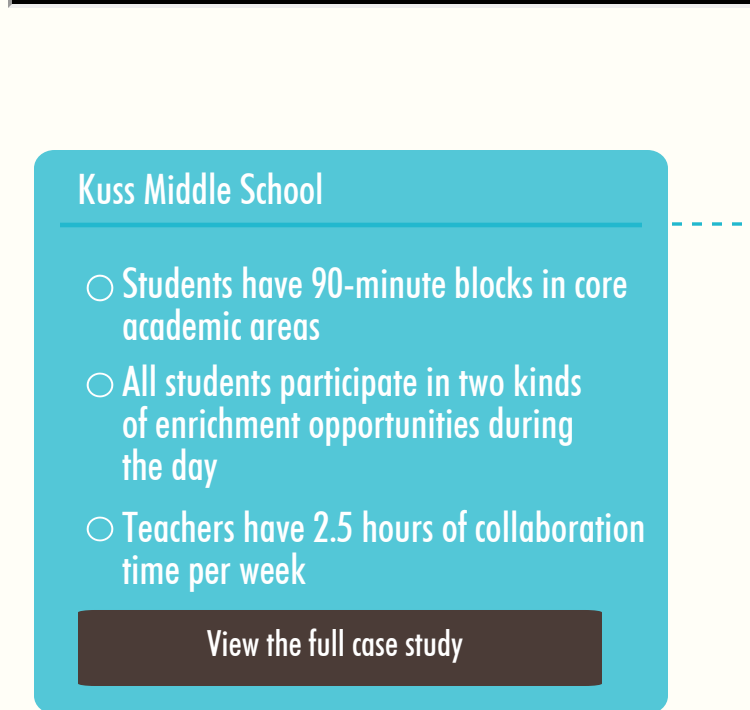 Kuss Middle School
Students have 90-minute blocks in core
academic areas
All students participate in two kinds
of enrichment opportunities during
the day
Teachers have 2.5 hours of collaboration
time per week
View the full case study